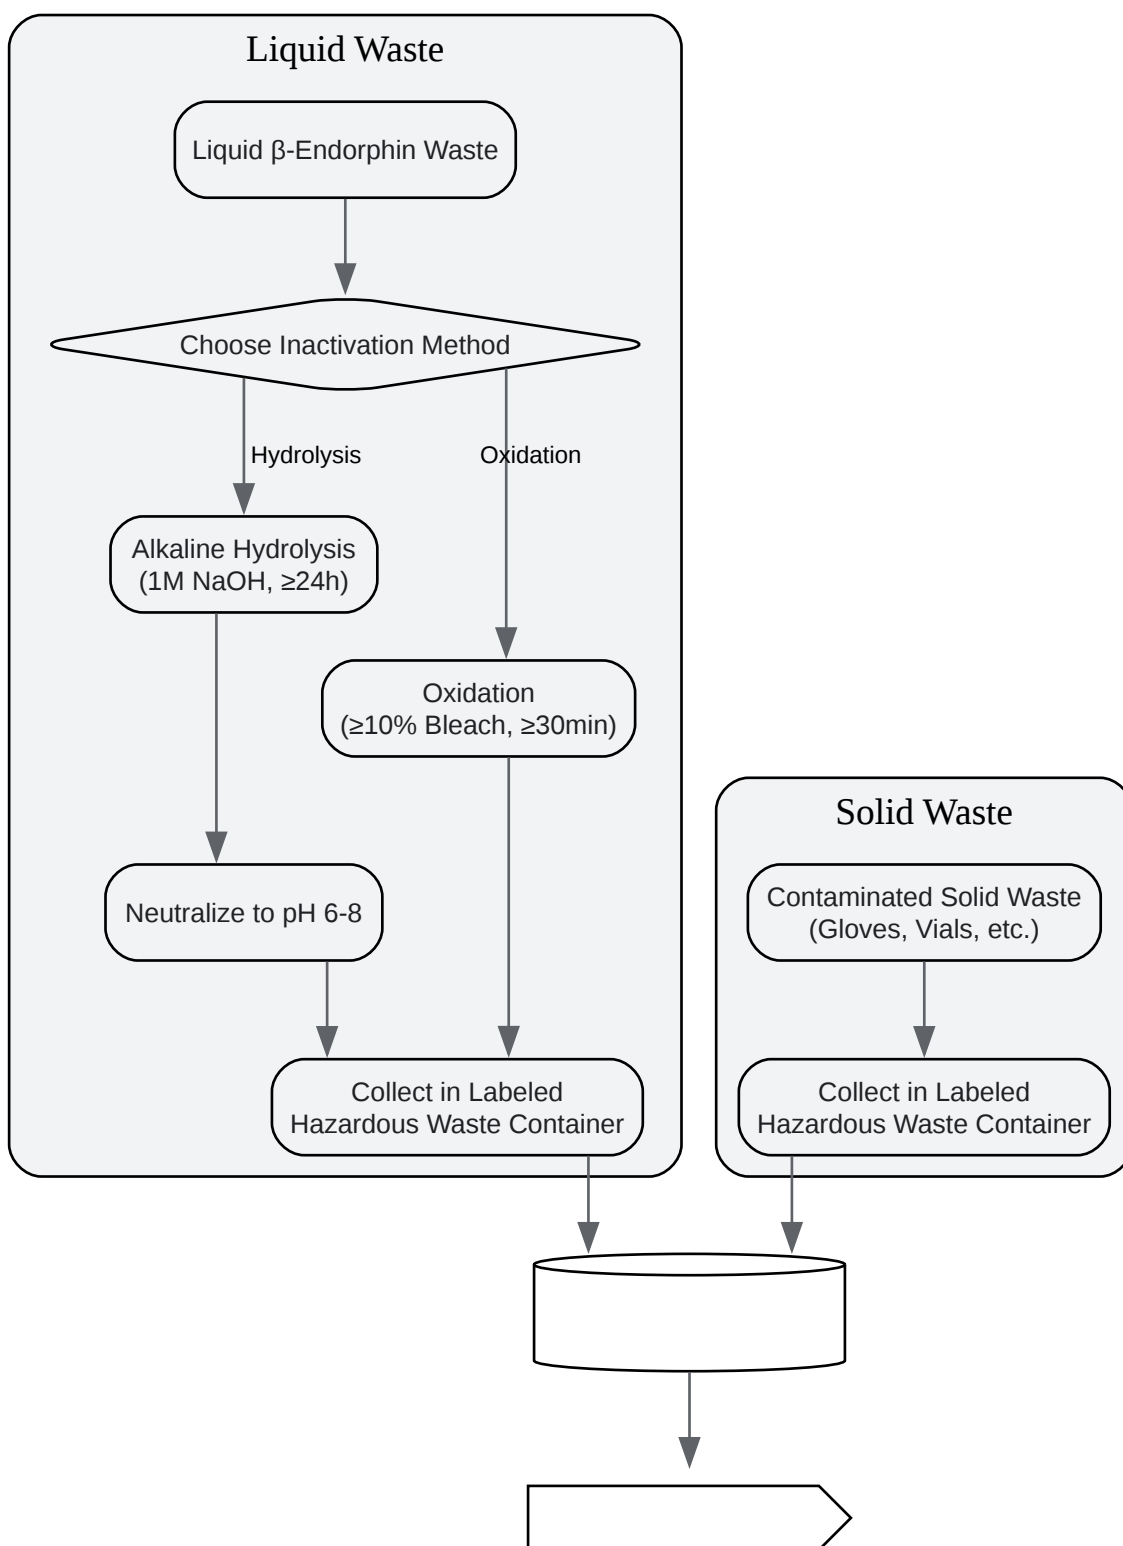 Liquid Waste
Liquid β-Endorphin Waste
Choose Inactivation Method
Hydrolysis
Oxidation
Alkaline Hydrolysis
(1M NaOH, ≥24h)
Oxidation
(≥10% Bleach, ≥30min)
Neutralize to pH 6-8
Collect in Labeled
Hazardous Waste Container
Solid Waste
Contaminated Solid Waste
(Gloves, Vials, etc.)
Collect in Labeled
Hazardous Waste Container